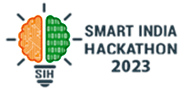 SMART INDIA
HACKATHON
2023
SIH